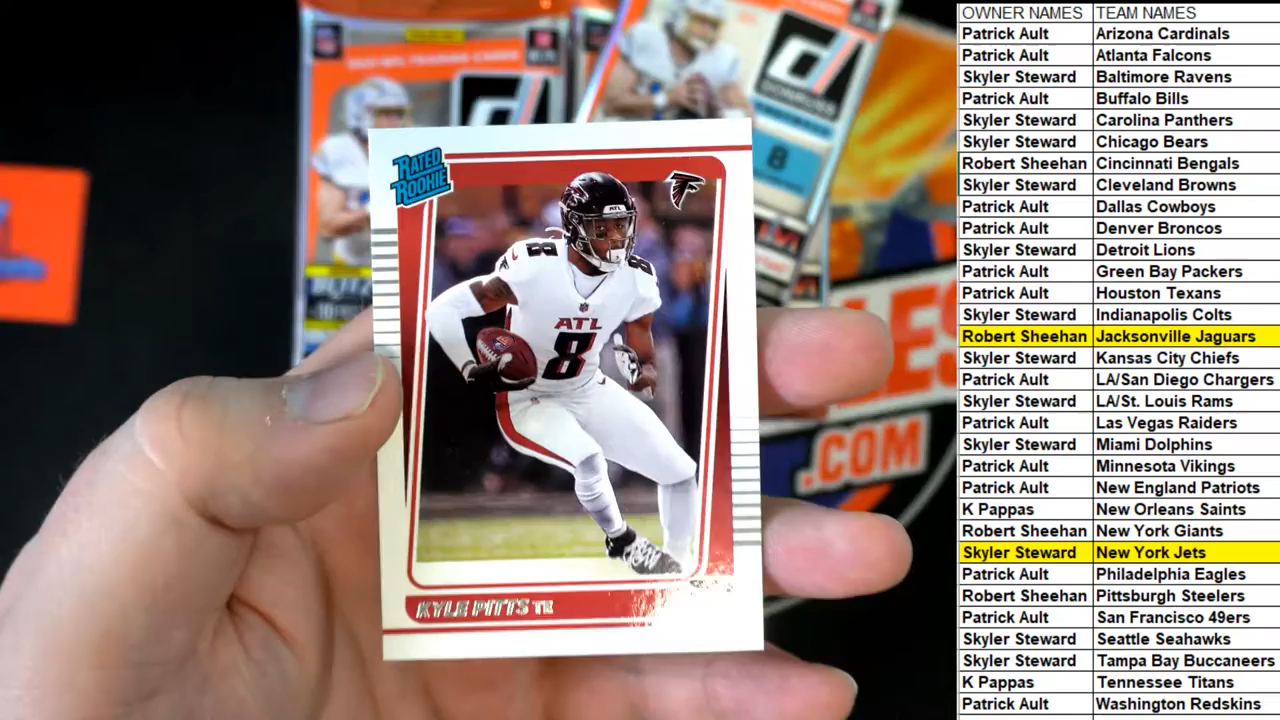 RATED
ROOKIE
ATL
8
8
ATL
8
KYLE PITTS TE
8
.COM
OWNER NAMES TEAM NAMES
Patrick Ault Arizona Cardinals
Patrick Ault Atlanta Falcons
Skyler Steward Baltimore Ravens
Patrick Ault Buffalo Bills
Skyler Steward Carolina Panthers
Skyler Steward Chicago Bears
Robert Sheehan Cincinnati Bengals
Skyler Steward Cleveland Browns
Patrick Ault Dallas Cowboys
Patrick Ault Denver Broncos
Skyler Steward Detroit Lions
Patrick Ault Green Bay Packers
Patrick Ault Houston Texans
Skyler Steward Indianapolis Colts
Robert Sheehan Jacksonville Jaguars
Skyler Steward Kansas City Chiefs
Patrick Ault LA/San Diego Chargers
Skyler Steward LA/St. Louis Rams
Patrick Ault Las Vegas Raiders
Skyler Steward Miami Dolphins
Patrick Ault Minnesota Vikings
Patrick Ault New England Patriots
K Pappas New Orleans Saints
Robert Sheehan New York Giants
Skyler Steward New York Jets
Patrick Ault Philadelphia Eagles
Robert Sheehan Pittsburgh Steelers
Patrick Ault San Francisco 49ers
Skyler Steward Seattle Seahawks
Skyler Steward Tampa Bay Buccaneers
K Pappas Tennessee Titans
Patrick Ault Washington Redskins